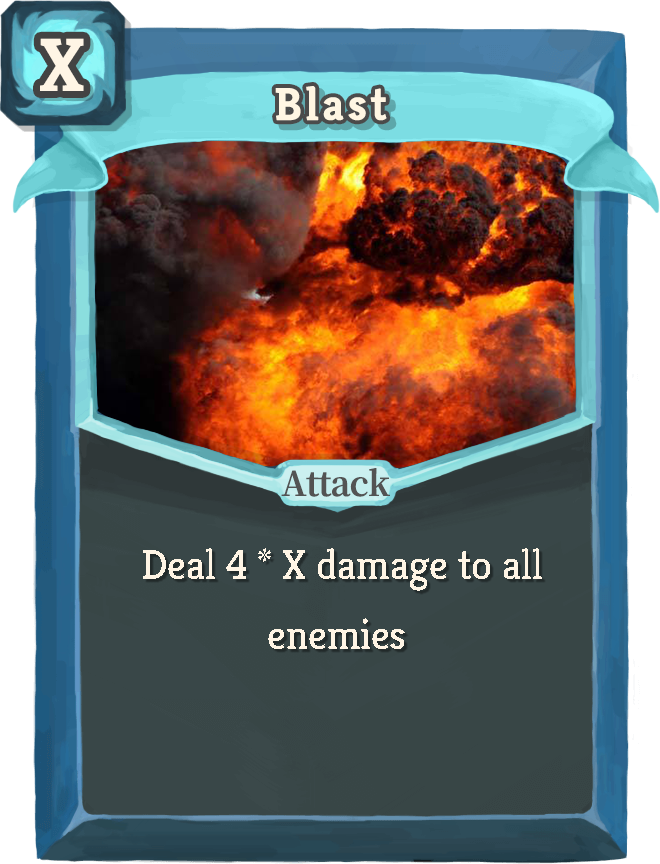 X
Blast
Attack
Deal 4 * X damage to all
enemies